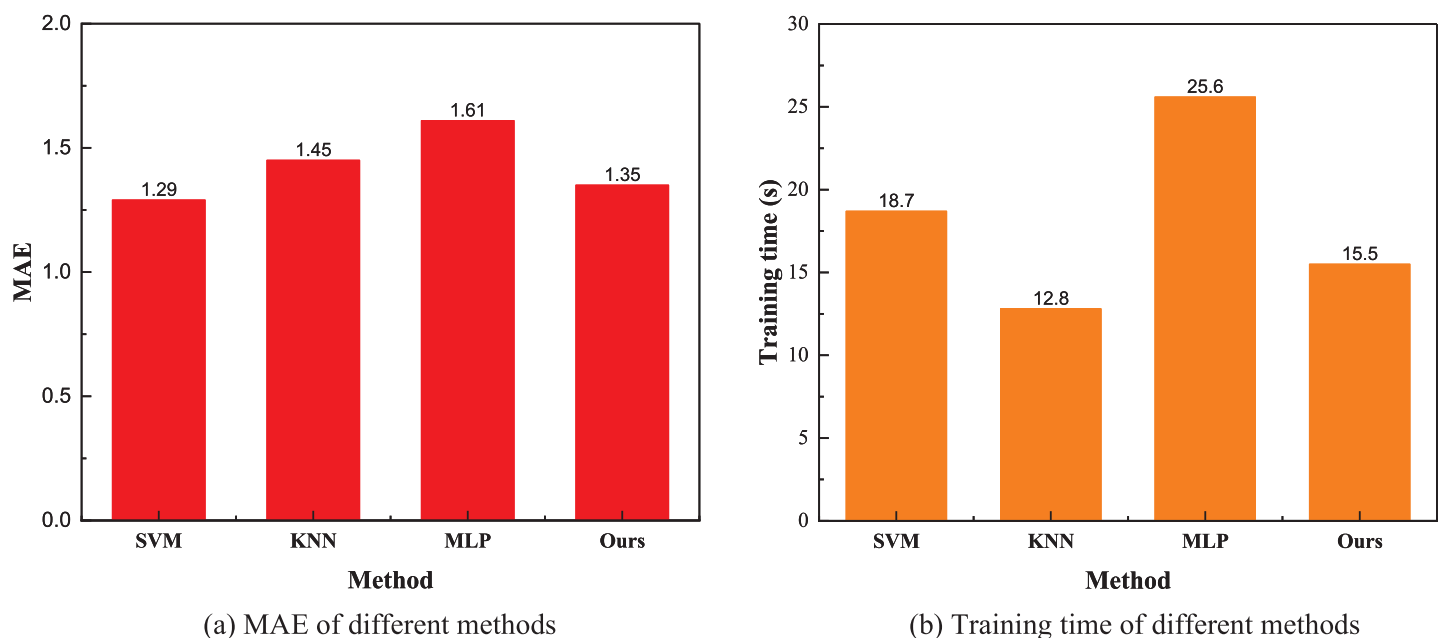 2.0
1.5
1.0
0.5
0.0
MAE
1.29
1.45
1.61
1.35
SVM KNN MLP Ours
Method
(a) MAE of different methods
30
25
20
15
10
5
0
Training time (s)
18.7
12.8
25.6
15.5
SVM KNN MLP Ours
Method
(b) Training time of different methods